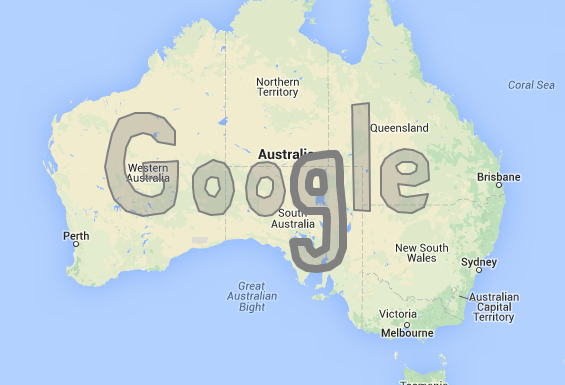 Coral Sea
Northern
Territory
Queensland
Australia
Google
Western
Australia
Brisbane
South
Australia
Perth
New South
Wales
Sydney
Great
Australian
Bight
Australian
Capital
Territory
Victoria
Melbourne
Tasmania